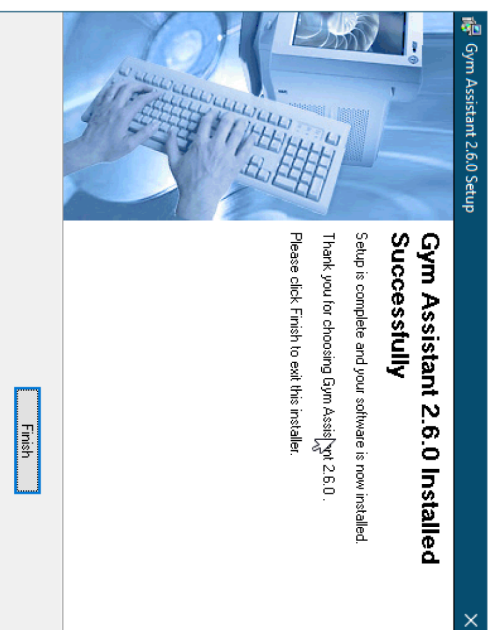 Gym Assistant 2.6.0 Setup
Gym Assistant 2.6.0 Installed
Successfully
Setup is complete and your software is now installed.
Thank you for choosing Gym Assistant 2.6.0 .
Please click Finish to exit this installer.
Finish